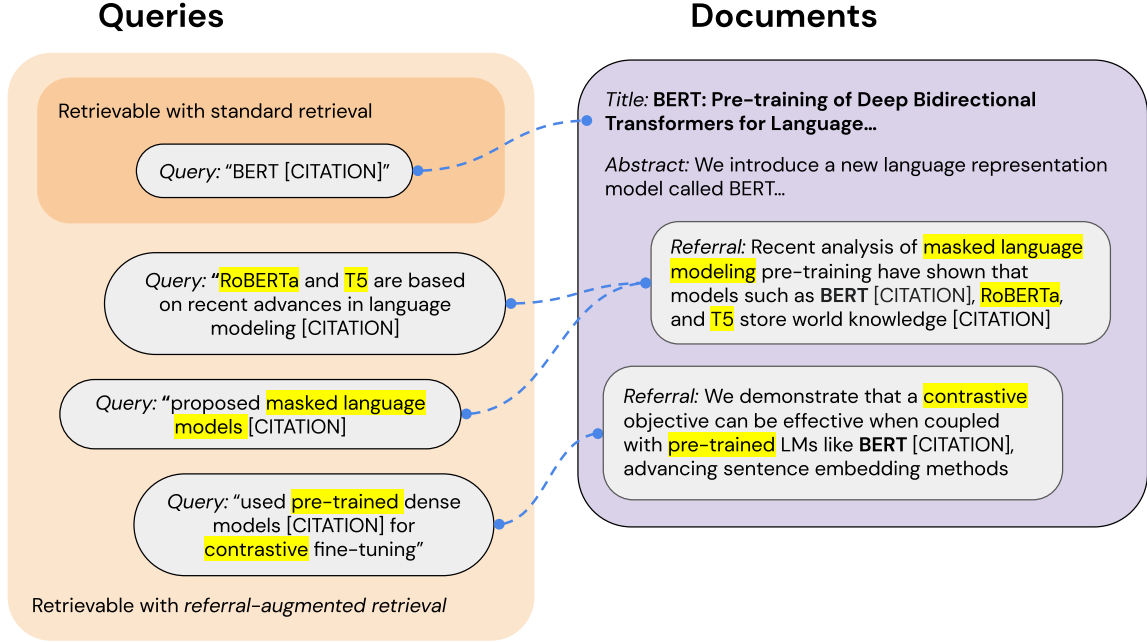 Queries
Retrievable with standard retrieval
Query: “BERT [CITATION]”
Query: “RoBERTa and T5 are based
on recent advances in language
modeling [CITATION]
Query: “proposed masked language
models [CITATION]
Query: “used pre-trained dense
models [CITATION] for
contrastive fine-tuning”
Retrievable with referral-augmented retrieval
Documents
Title: BERT: Pre-training of Deep Bidirectional
Transformers for Language...
Abstract: We introduce a new language representation
model called BERT...
Referral: Recent analysis of masked language
modeling pre-training have shown that
models such as BERT [CITATION], RoBERTa,
and T5 store world knowledge [CITATION]
Referral: We demonstrate that a contrastive
objective can be effective when coupled
with pre-trained LMs like BERT [CITATION],
advancing sentence embedding methods